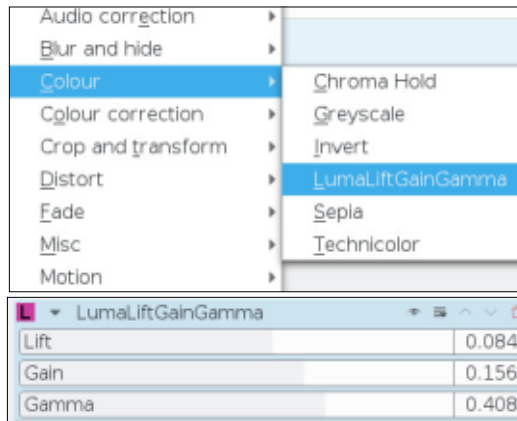 Audio correction
Blur and hide
Colour
Colour correction
Crop and transform
Distort
Fade
Misc
Motion
Chroma Hold
Greyscale
Invert
LumaLiftGainGamma
Sepia
Technicolor
L LumaLiftGainGamma
Lift 0.084
Gain 0.156
Gamma 0.408